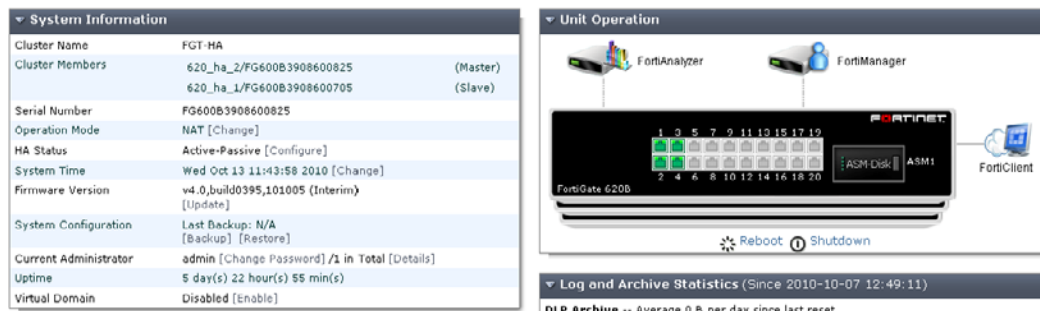 System Information
Cluster Name FGT-HA
Cluster Members 620_ha_2/FG600B3908600825 (Master)
620_ha_1/FG600B3908600705 (Slave)
Serial Number FG600B3908600825
Operation Mode NAT [Change]
HA Status Active-Passive [Configure]
System Time Wed Oct 13 11:43:58 2010 [Change]
Firmware Version v4.0,build0395,101005 (Interim)
[Update]
System Configuration Last Backup: N/A
[Backup] [Restore]
Current Administrator admin [Change Password] /1 in Total [Details]
Uptime 5 day(s) 22 hour(s) 55 min(s)
Virtual Domain Disabled [Enable]
Unit Operation
FortiAnalyzer FortiManager
FORTINET
1 3 5 7 9 11 13 15 17 19
ASM-Disk ASM1
2 4 6 8 10 12 14 16 18 20
FortiGate 620B
FortiClient
Reboot Shutdown
Log and Archive Statistics (Since 2010-10-07 12:49:11)
DLP Archive -- Average 0 B per day since last reset